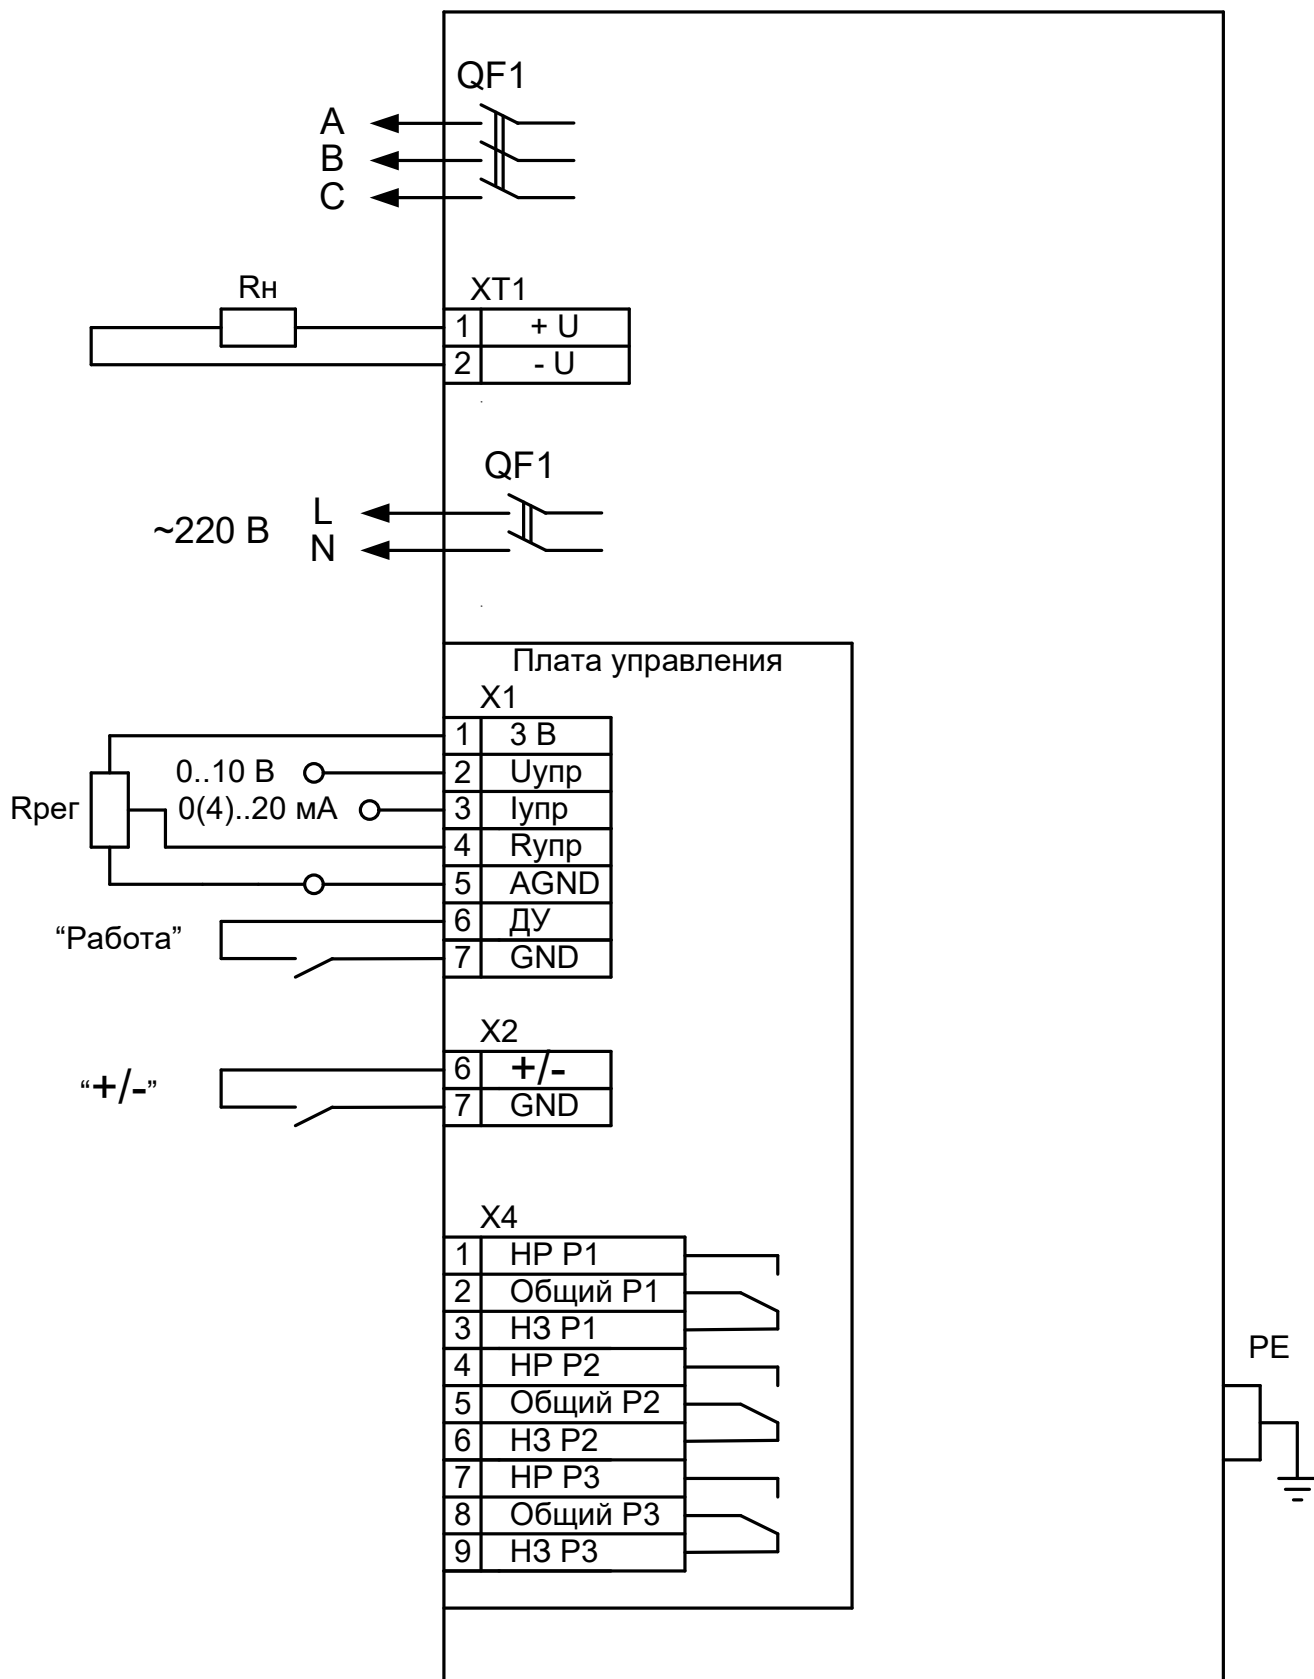 QF1
A
B
C
Rн
XT1
1 + U
2 - U
QF1
~220 В
L
N
Плата управления
X1
1 3 В
0..10 В 2 Uупр
Rрег 0(4)..20 мА 3 Iупр
4 Rупр
5 AGND
“Работа” 6 ДУ
7 GND
X2
“+/-” 6 +/-
7 GND
X4
1 НР Р1
2 Общий Р1
3 НЗ Р1
4 НР Р2
5 Общий Р2
6 НЗ Р2
7 НР Р3
8 Общий Р3
9 НЗ Р3
PE